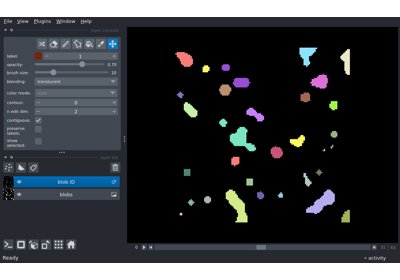 File View Plugins Window Help
label: 1
opacity: 0.70
brush size: 10
blending: translucent
color mode:
contour: 0
n edit dim: 2
contiguous:
preserve labels:
show selected:
blob ID
blobs
Ready
activity